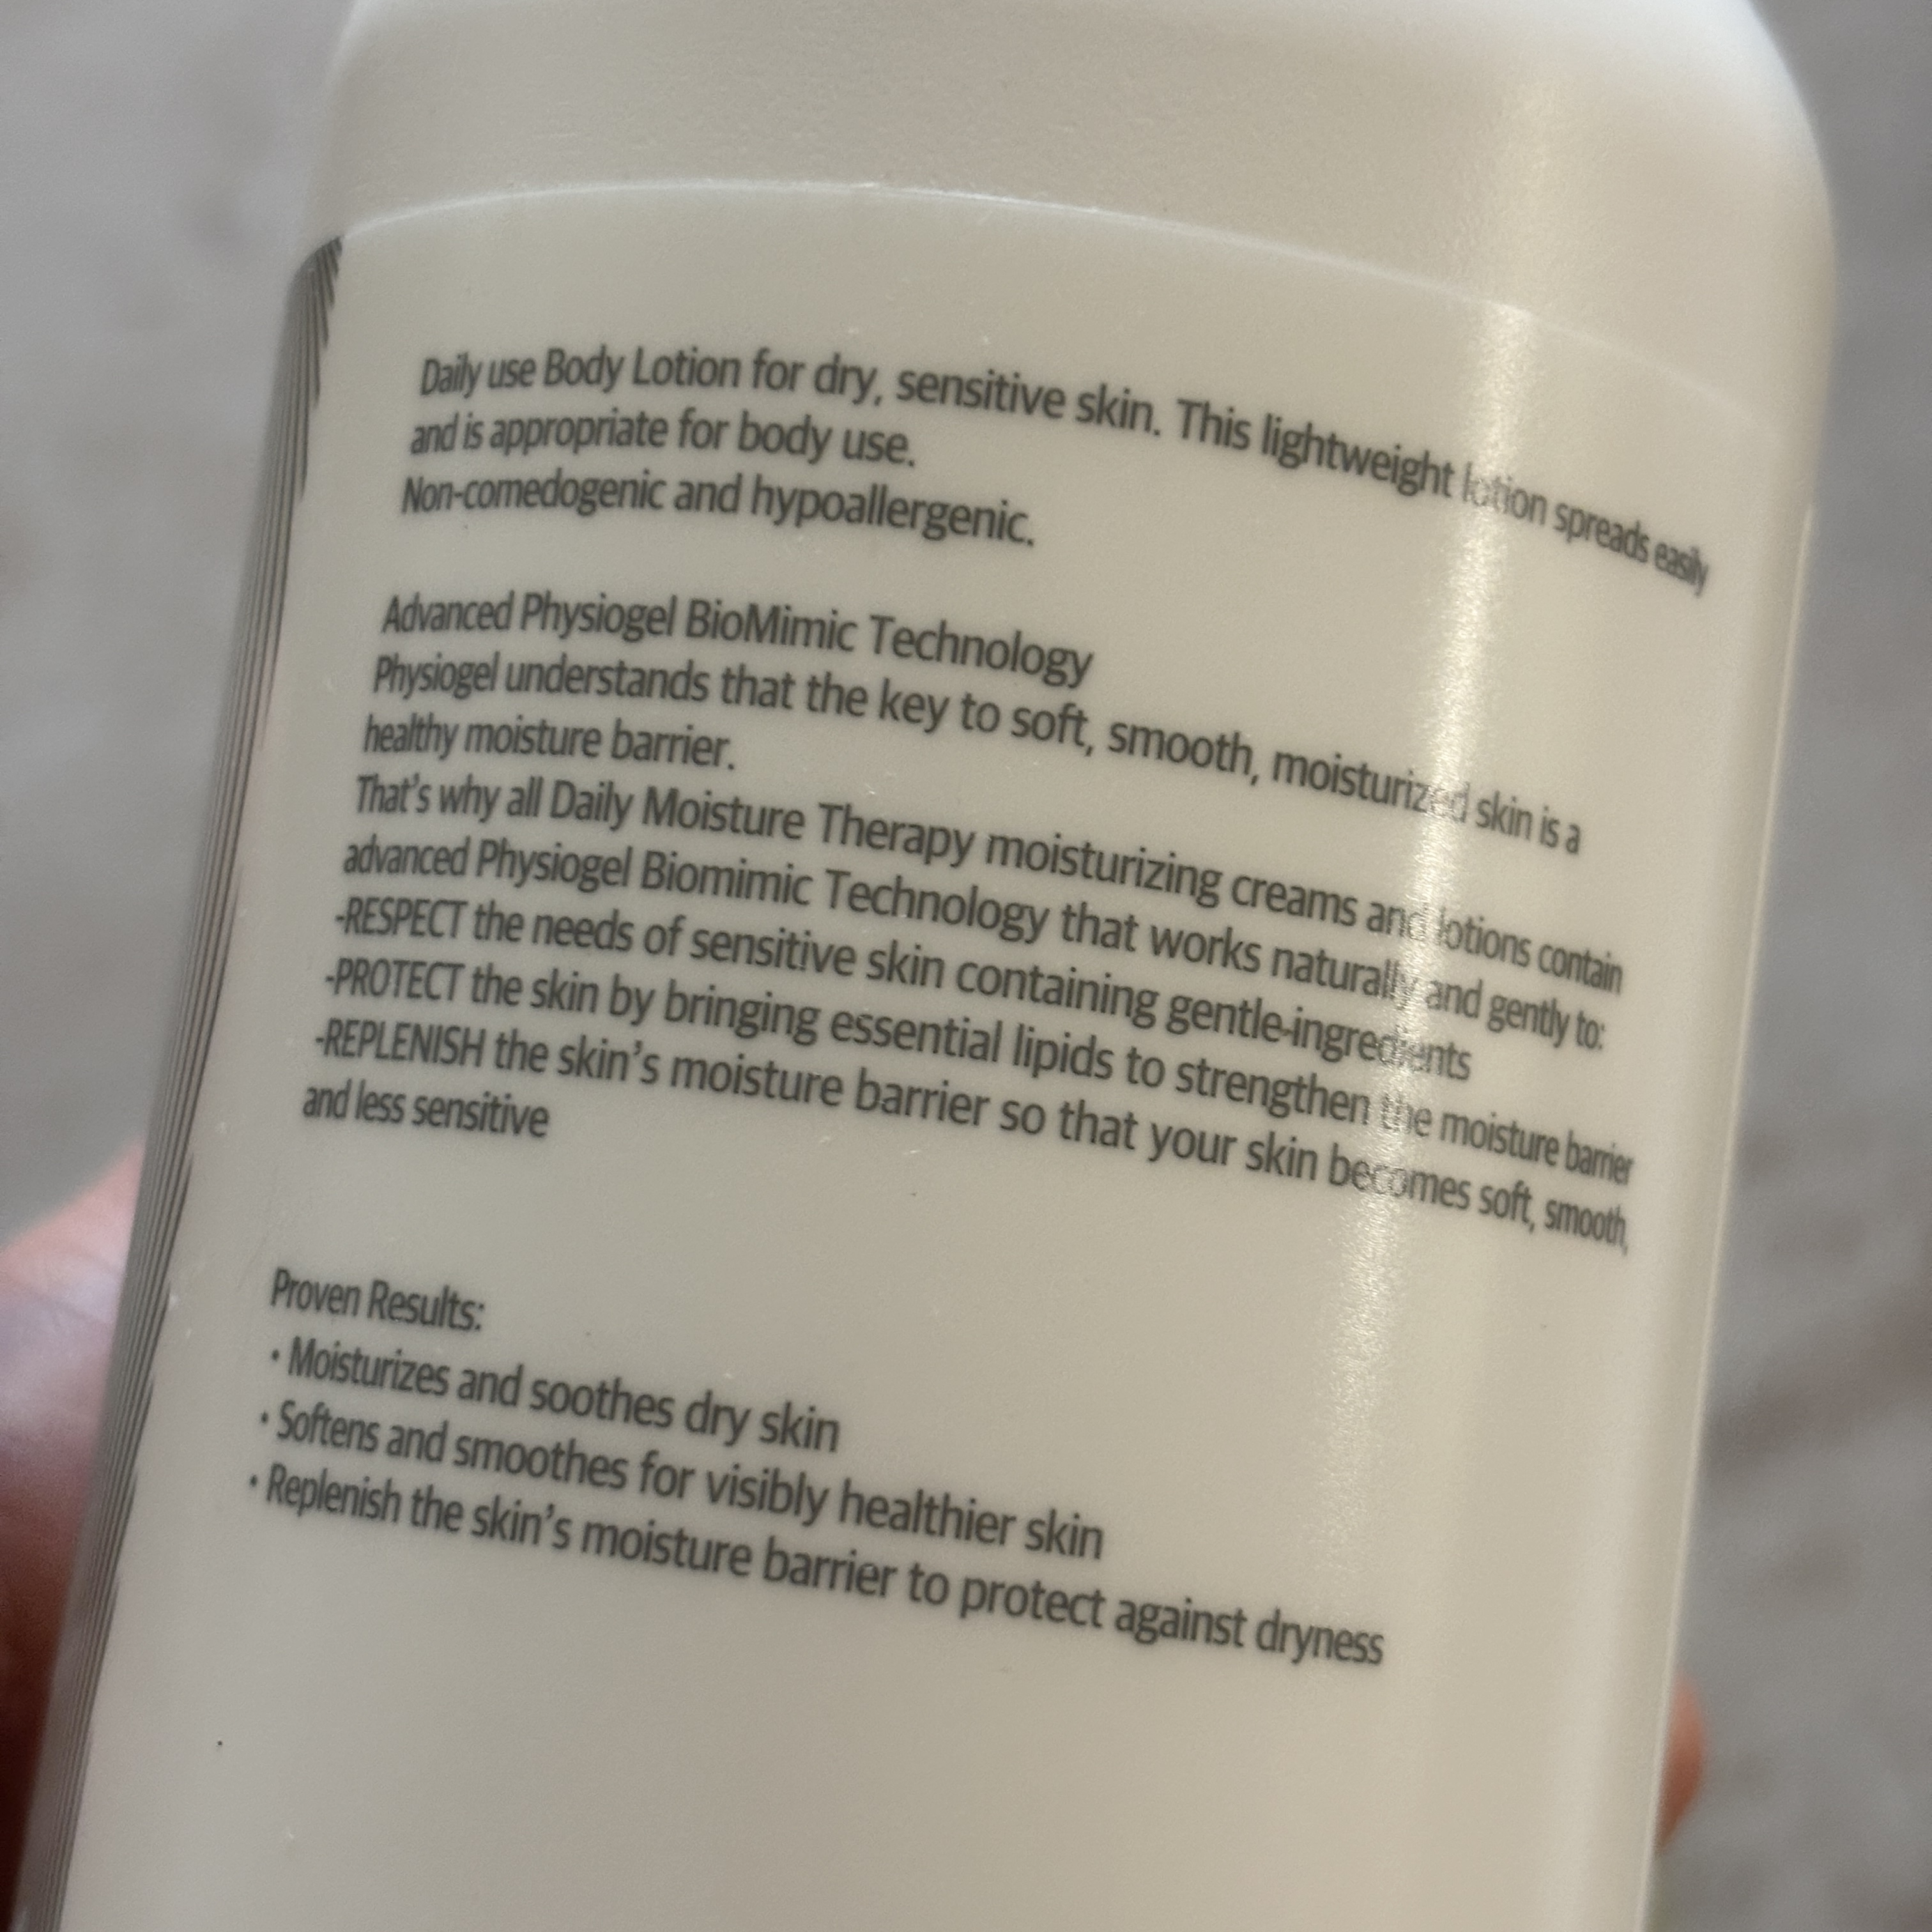 Daily use Body Lotion for dry, sensitive skin. This lightweight lotion spreads easily
and is appropriate for body use.
Non-comedogenic and hypoallergenic.
Advanced Physiogel BioMimic Technology
Physiogel understands that the key to soft, smooth, moisturized skin is a
healthy moisture barrier.
That's why all Daily Moisture Therapy moisturizing creams and lotions contain
advanced Physiogel Biomimic Technology that works naturally and gently to:
-RESPECT the needs of sensitive skin containing gentle-ingredients
-PROTECT the skin by bringing essential lipids to strengthen the moisture barrier
-REPLENISH the skin's moisture barrier so that your skin becomes soft, smooth,
and less sensitive
Proven Results:
• Moisturizes and soothes dry skin
• Softens and smoothes for visibly healthier skin
• Replenish the skin's moisture barrier to protect against dryness